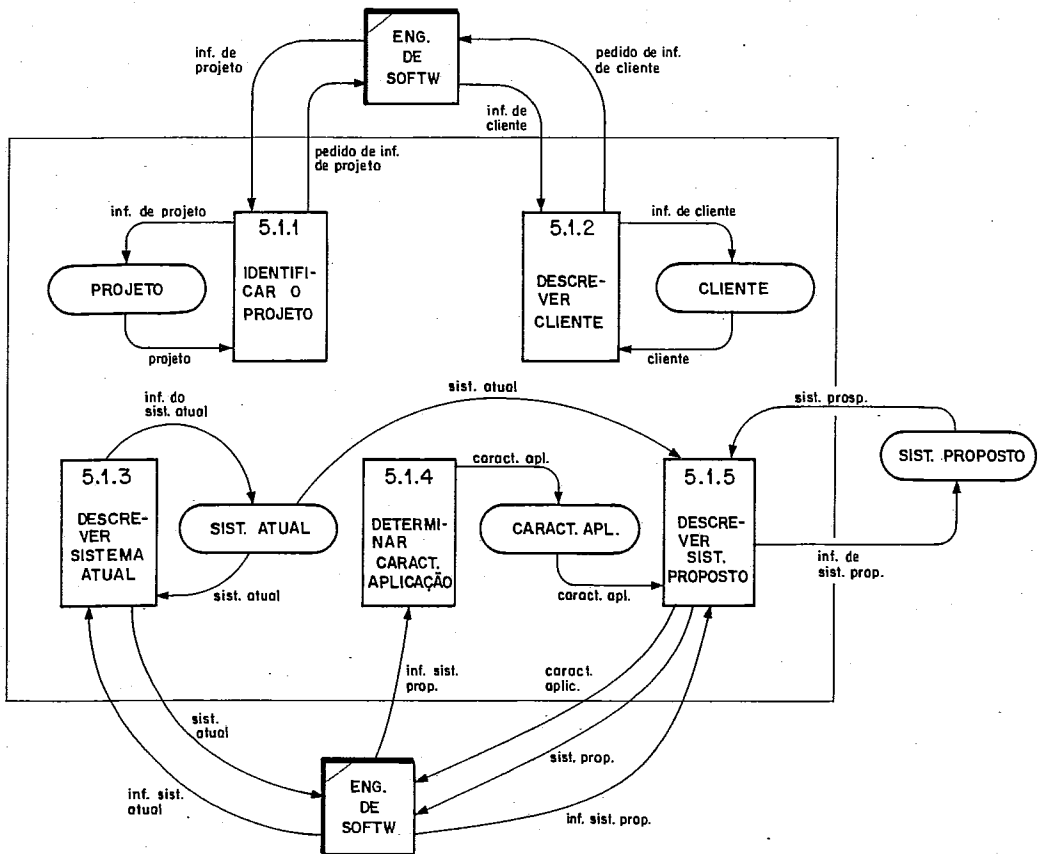 ENG.
DE
SOFTW
inf. de
projeto
pedido de inf.
de cliente
inf. de
cliente
pedido de inf.
de projeto
inf. de projeto
5.1.1
IDENTIFI-
CAR O
PROJETO
PROJETO
projeto
5.1.2
DESCRE-
VER
CLIENTE
inf. de cliente
CLIENTE
cliente
inf. do
sist. atual
sist. atual
sist. prosp.
5.1.3
DESCRE-
VER
SISTEMA
ATUAL
SIST. ATUAL
sist. atual
5.1.4
DETERMI-
NAR
CARACT.
APLICAÇÃO
caract. apl.
CARACT. APL.
caract. apl.
5.1.5
DESCRE-
VER
SIST.
PROPOSTO
SIST. PROPOSTO
inf. de
sist. prop.
inf. sist.
prop.
caract.
aplic.
sist.
atual
sist. prop.
inf. sist.
atual
ENG.
DE
SOFTW
inf. sist. prop.